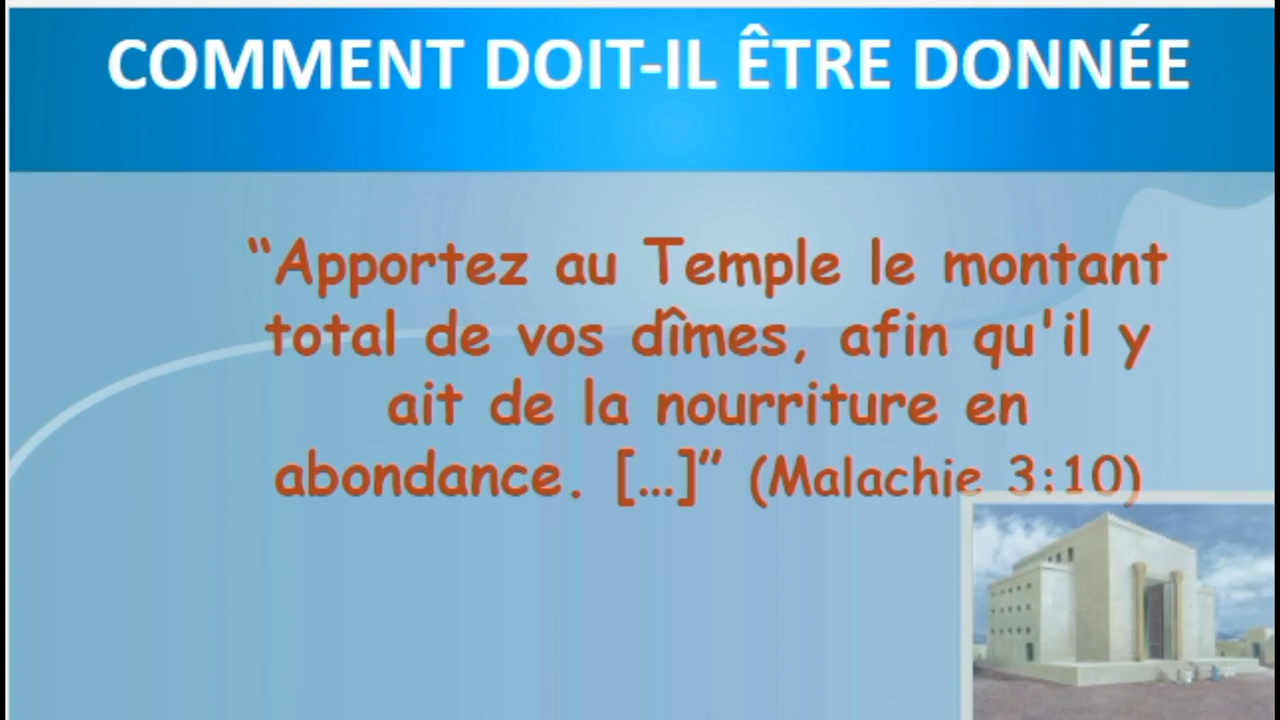 COMMENT DOIT-IL ÊTRE DONNÉE
“Apportez au Temple le montant
total de vos dîmes, afin qu'il y
ait de la nourriture en
abondance. […]” (Malachie 3:10)